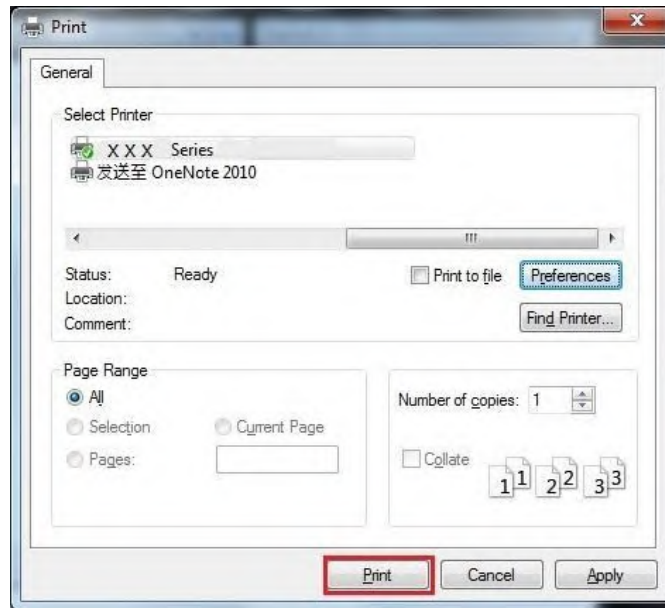 Print
General
Select Printer
X X X Series
发送至 OneNote 2010
Status: Ready
Print to file
Preferences
Location:
Comment:
Find Printer...
Page Range
All
Selection
Current Page
Pages:
Number of copies: 1
Collate
1 1 2 2 3 3
Print
Cancel
Apply